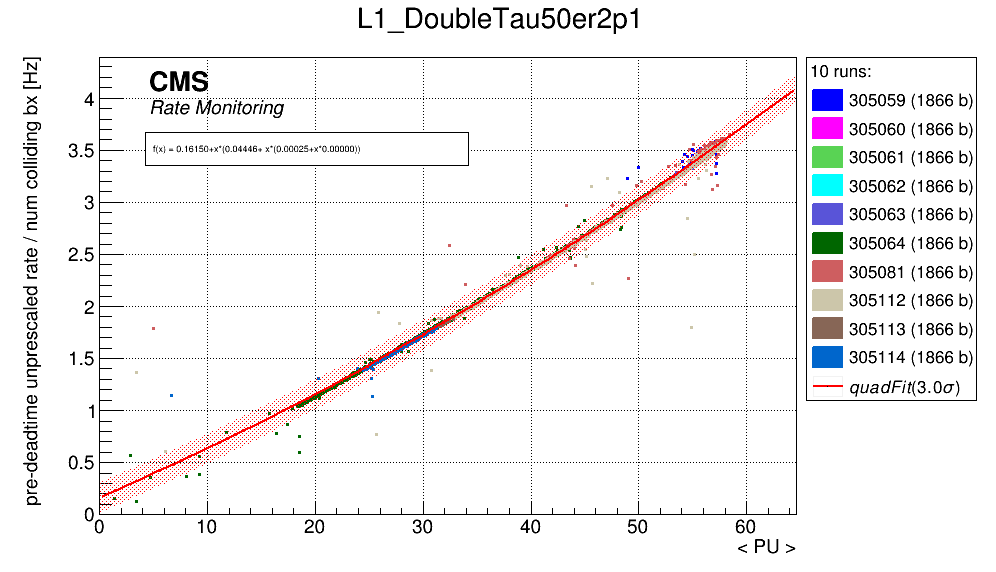 L1_DoubleTau50er2p1
pre-deadtime unprescaled rate / num colliding bx [Hz]
CMS
Rate Monitoring
f(x) = 0.16150+x*(0.04446+ x*(0.00025+x*0.00000))
4
3.5
3
2.5
2
1.5
1
0.5
0
0 10 20 30 40 50 60
< PU >
10 runs:
305059 (1866 b)
305060 (1866 b)
305061 (1866 b)
305062 (1866 b)
305063 (1866 b)
305064 (1866 b)
305081 (1866 b)
305112 (1866 b)
305113 (1866 b)
305114 (1866 b)
quadFit(3.0σ)